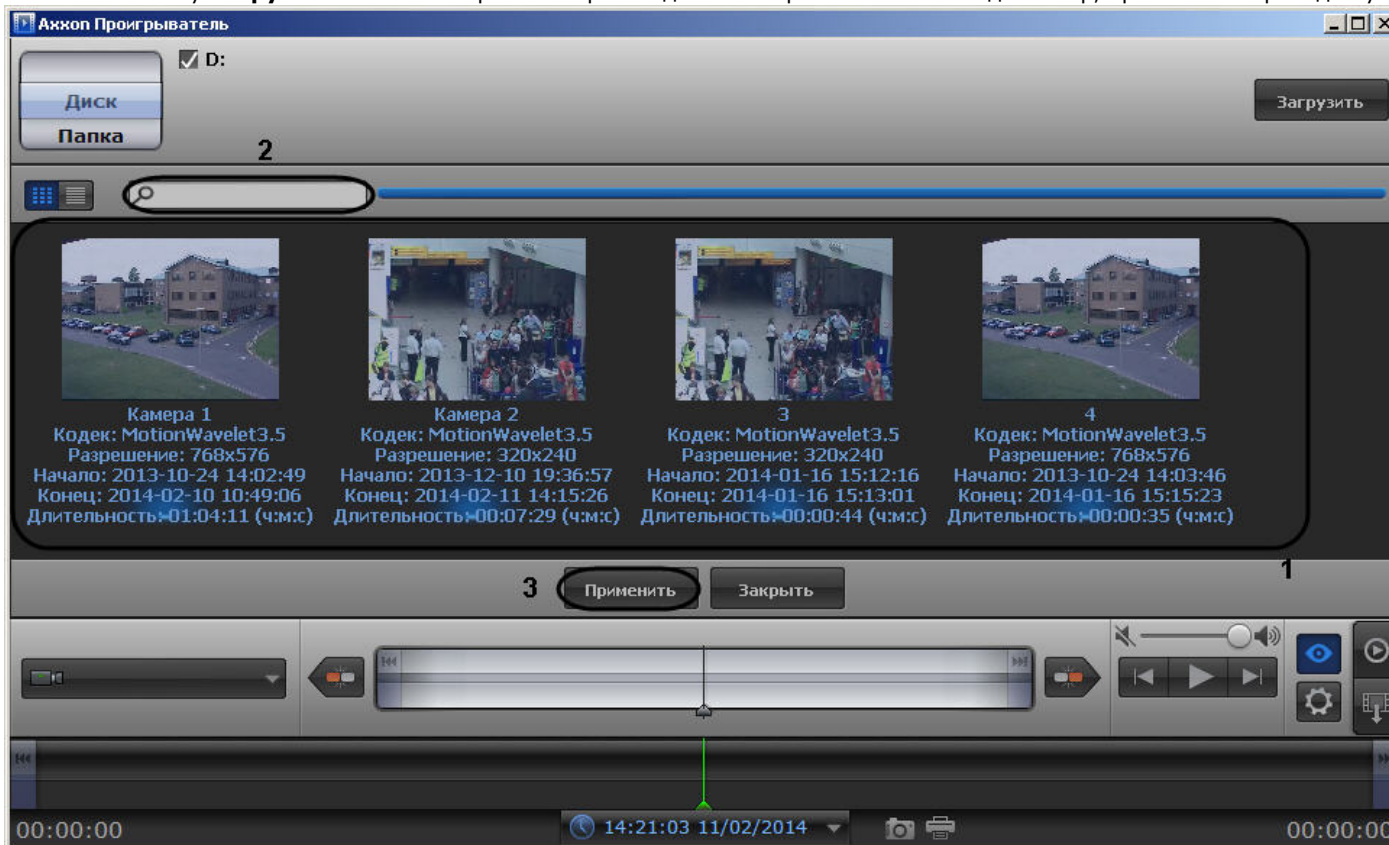 Axxon Проигрыватель
D:
Диск
Папка
Загрузить
2
Камера 1
Кодек: MotionWavelet3.5
Разрешение: 768x576
Начало: 2013-10-24 14:02:49
Конец: 2014-02-10 10:49:06
Длительность: 01:04:11 (ч:м:с)
Камера 2
Кодек: MotionWavelet3.5
Разрешение: 320x240
Начало: 2013-12-10 19:36:57
Конец: 2014-02-11 14:15:26
Длительность: 00:07:29 (ч:м:с)
3
Кодек: MotionWavelet3.5
Разрешение: 320x240
Начало: 2014-01-16 15:12:16
Конец: 2014-01-16 15:13:01
Длительность: 00:00:44 (ч:м:с)
4
Кодек: MotionWavelet3.5
Разрешение: 768x576
Начало: 2013-10-24 14:03:46
Конец: 2014-01-16 15:15:23
Длительность: 00:00:35 (ч:м:с)
1
3
Применить
Закрыть
00:00:00
14:21:03 11/02/2014
00:00:00